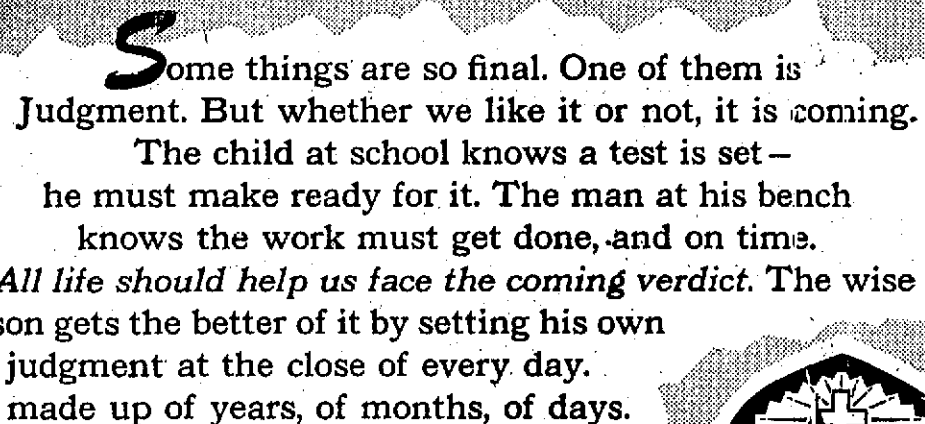 Some things are so final. One of them is
Judgment. But whether we like it or not, it is coming.
The child at school knows a test is set—
he must make ready for it. The man at his bench
knows the work must get done, and on time.
All life should help us face the coming verdict. The wise
son gets the better of it by setting his own
judgment at the close of every day.
made up of years, of months, of days.